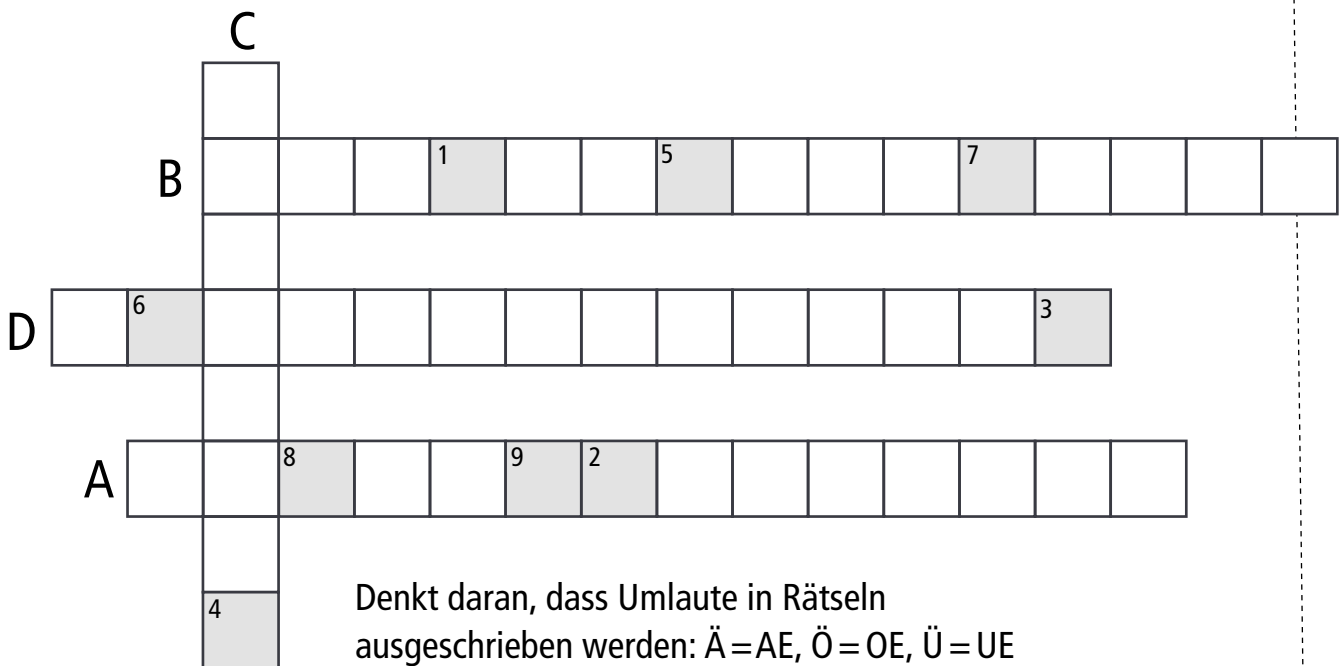 C
B 1 5 7
D 6 3
A 8 9 2
4
Denkt daran, dass Umlaute in Rätseln
ausgeschrieben werden: Ä = AE, Ö = OE, Ü = UE